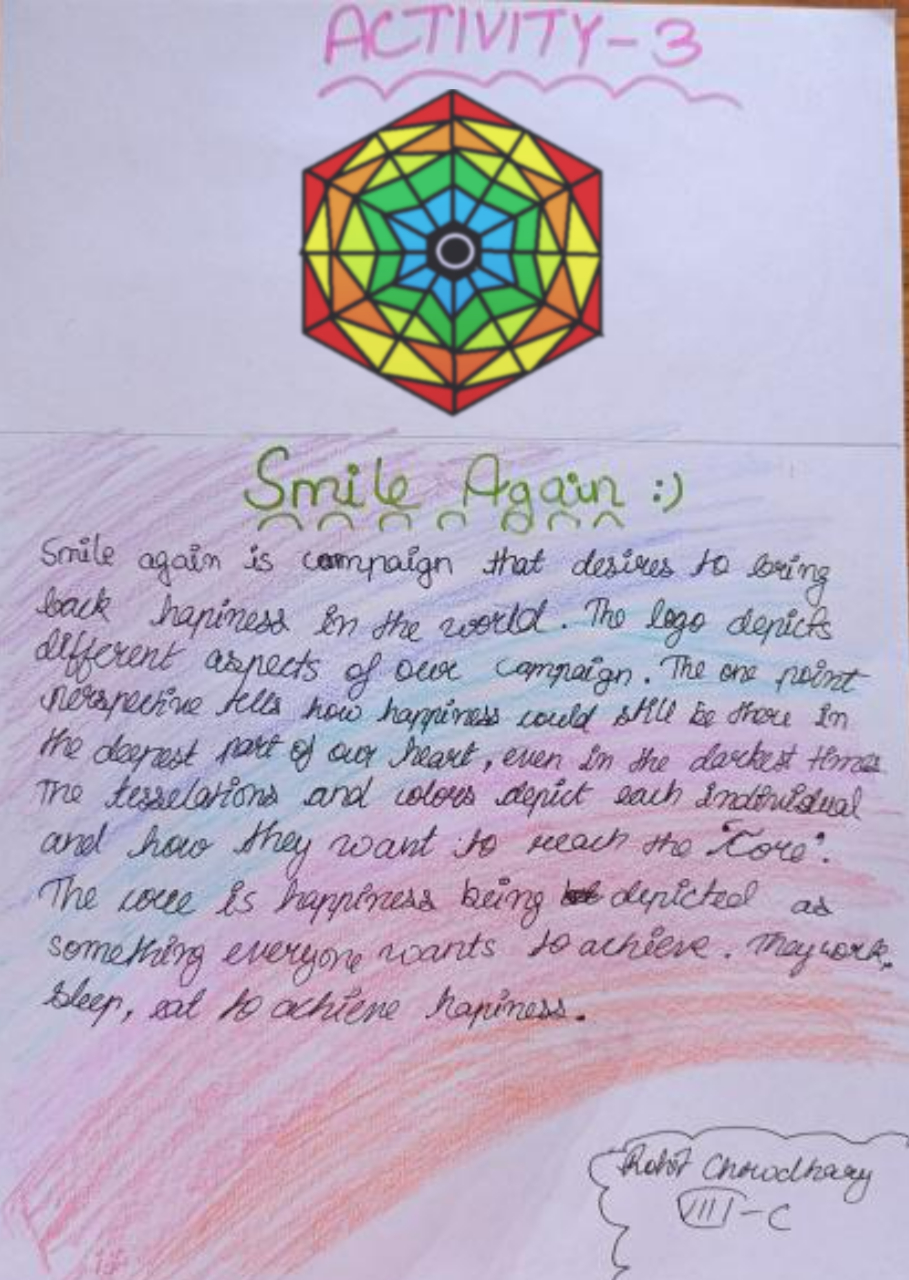 ACTIVITY-3
Smile Again :)
Smile again is campaign that desires to bring
back hapiness in the world. The logo depicts
different aspects of our campaign. The one point
perspective tells how happiness could still be there in
the deepest part of our heart, even in the darkest times
The tesselations and colors depict each individual
and how they want to reach the "Core".
The core is happiness being depicted as
something everyone wants to achieve. They work,
sleep, eat to achieve hapiness.
Rohit Chowdhary
VIII-C